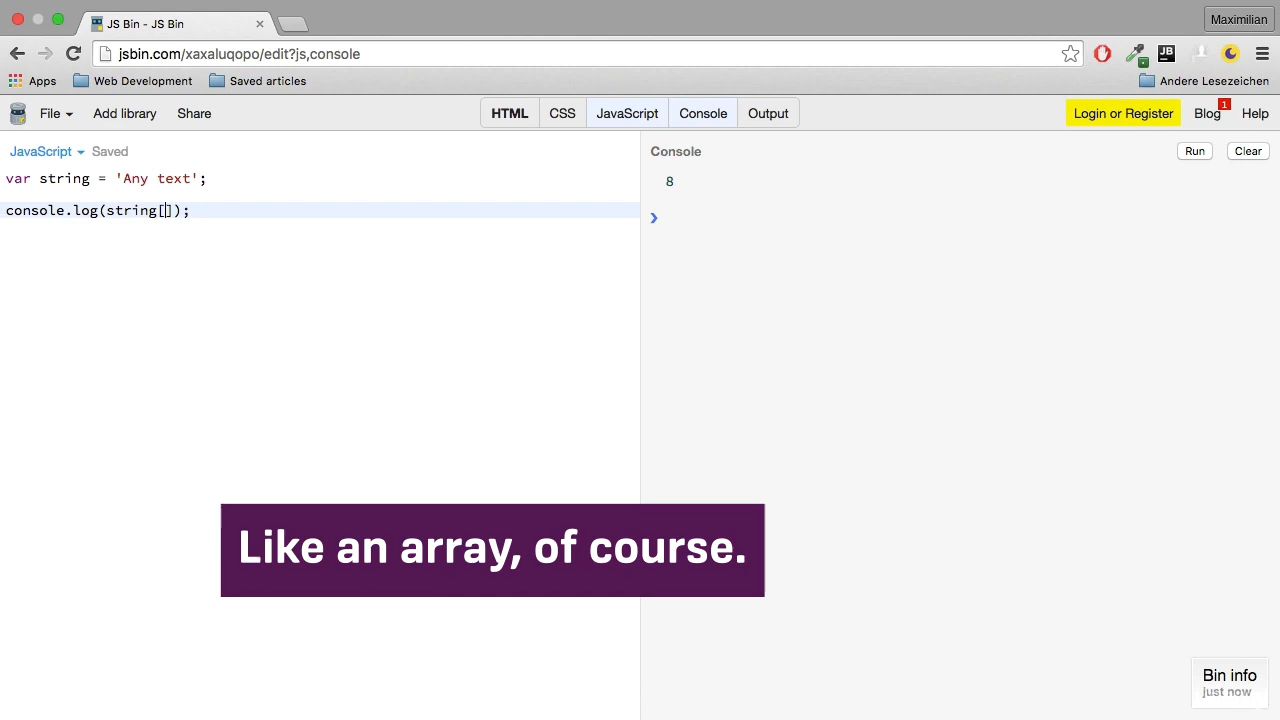 JS Bin - JS Bin
Maximilian
jsbin.com/xaxaluqopo/edit?js,console
JB
Apps
Web Development
Saved articles
Andere Lesezeichen
File
Add library
Share
HTML
CSS
JavaScript
Console
Output
Login or Register
Blog
1
Help
JavaScript
Saved
Console
Run
Clear
var string = 'Any text';
console.log(string[]);
8
Like an array, of course.
Bin info
just now